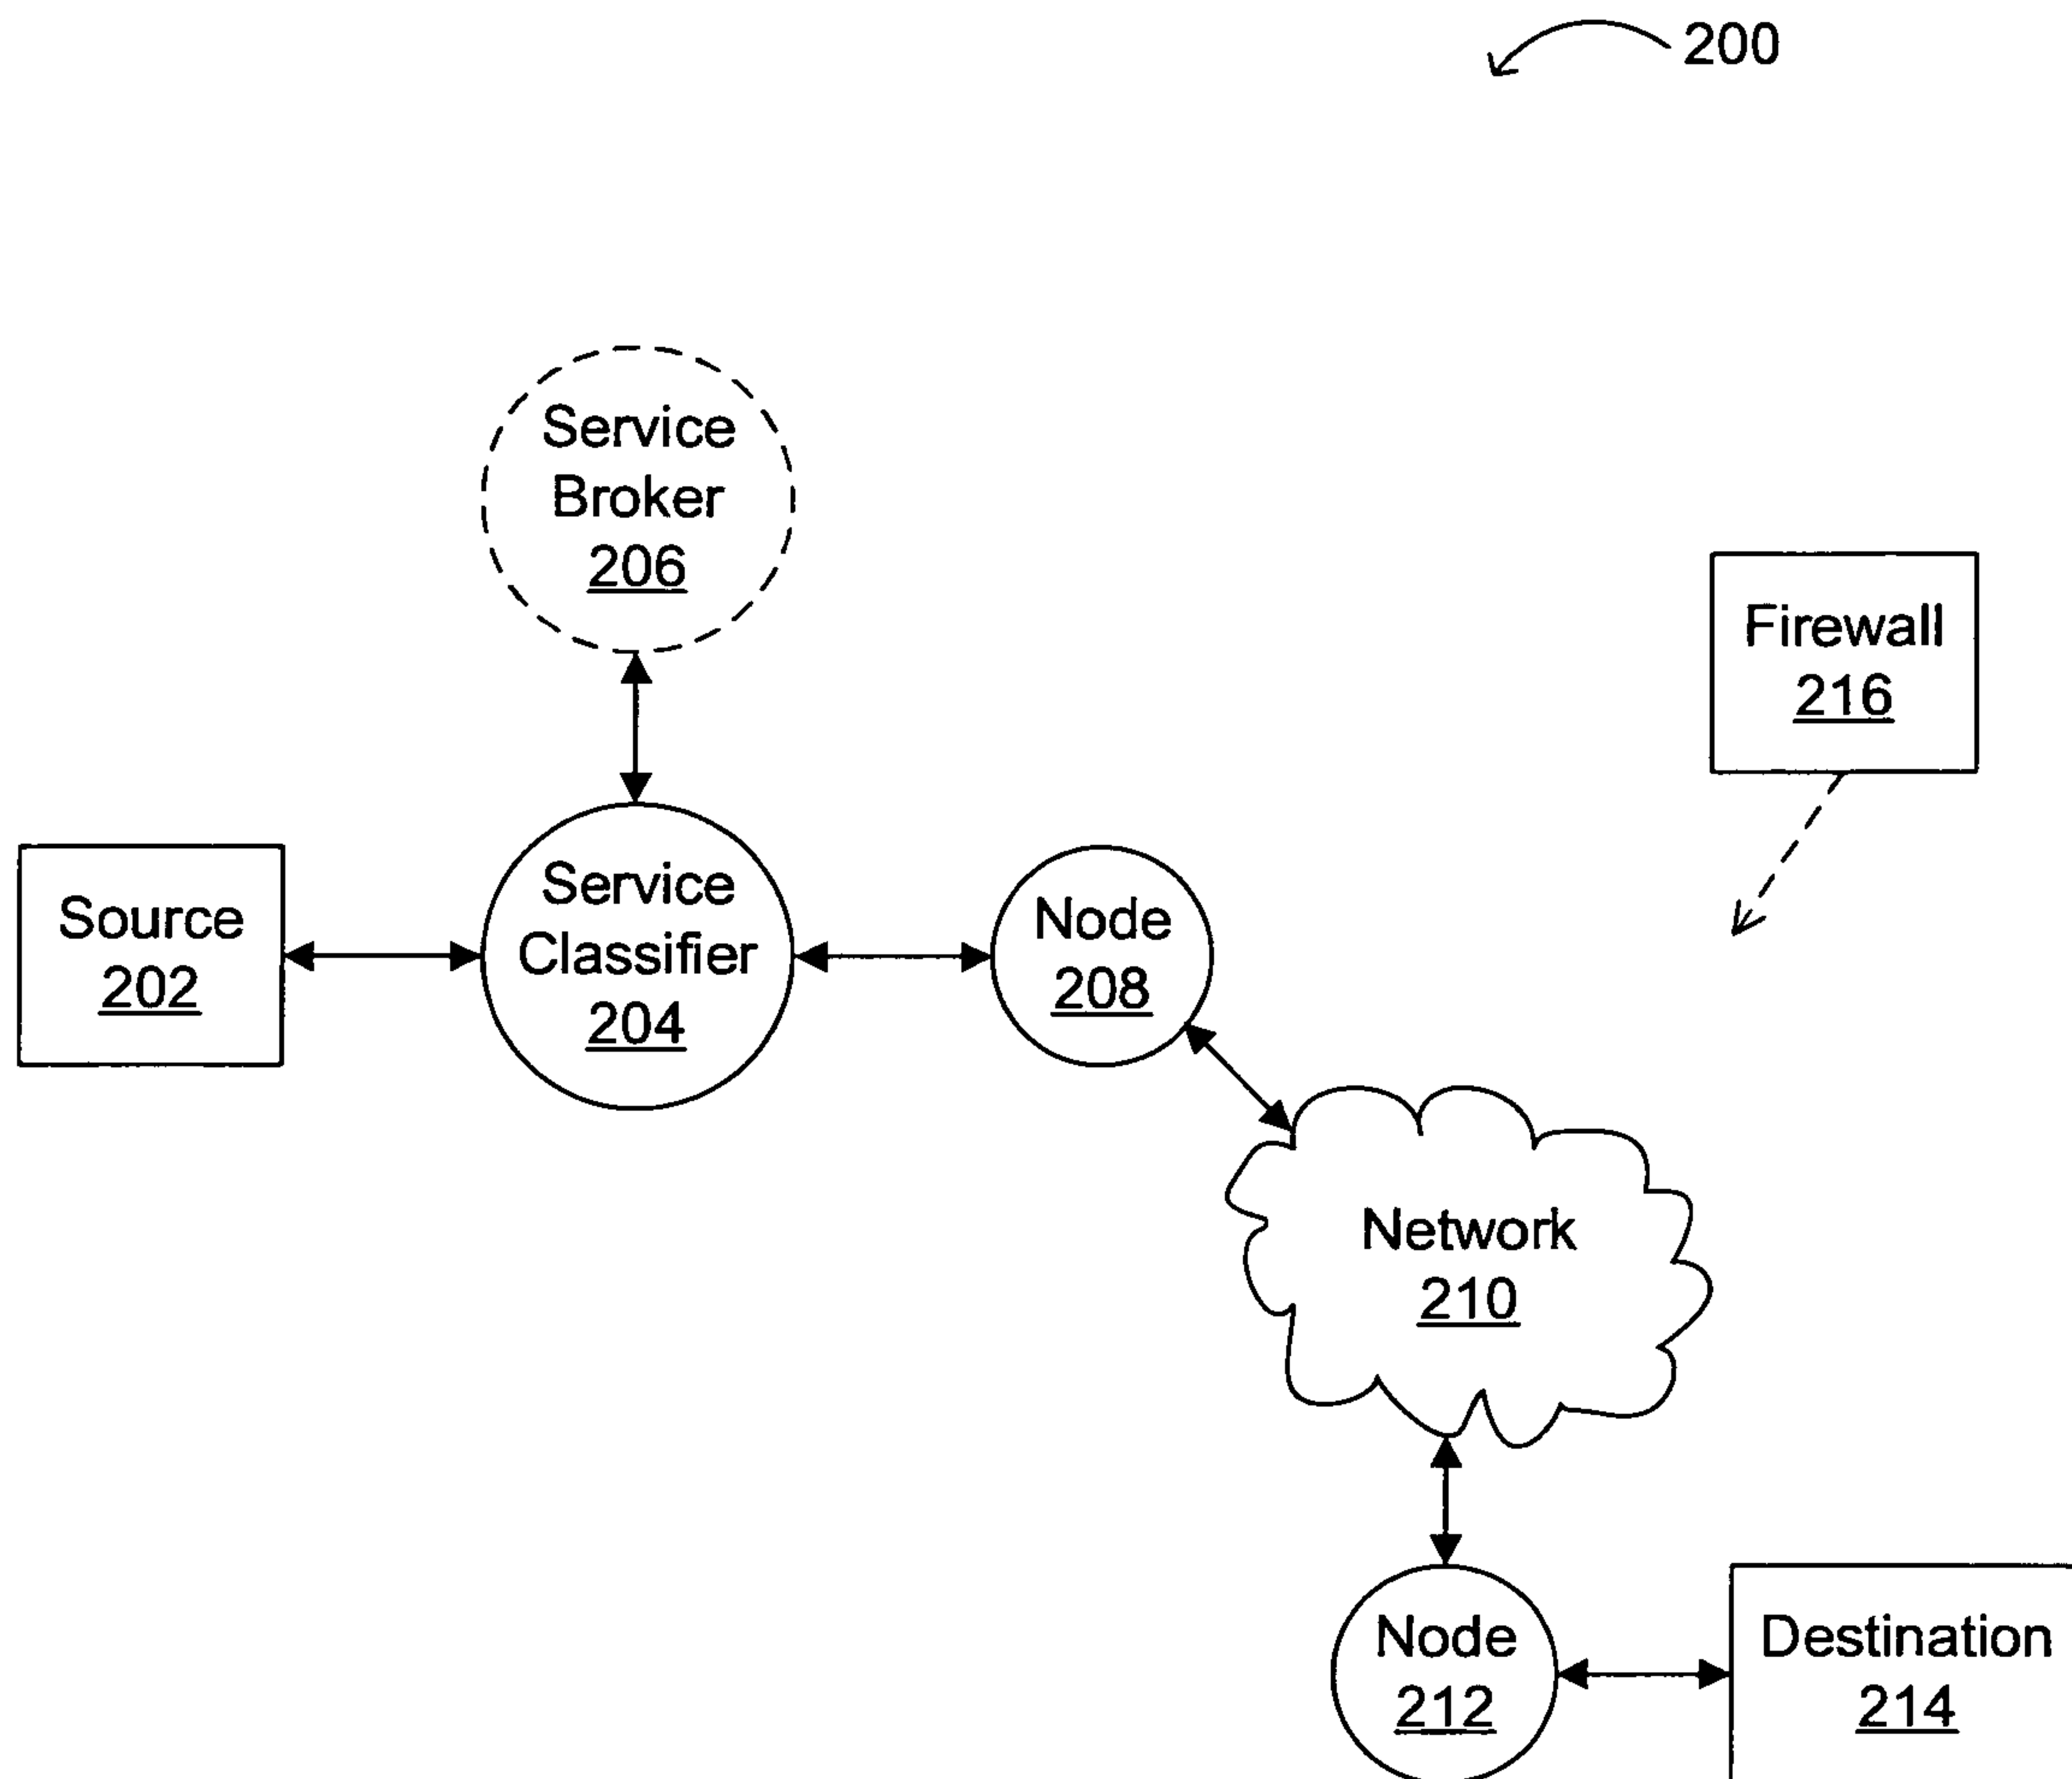 200
Service
Broker
206
Firewall
216
Source
202
Service
Classifier
204
Node
208
Network
210
Node
212
Destination
214